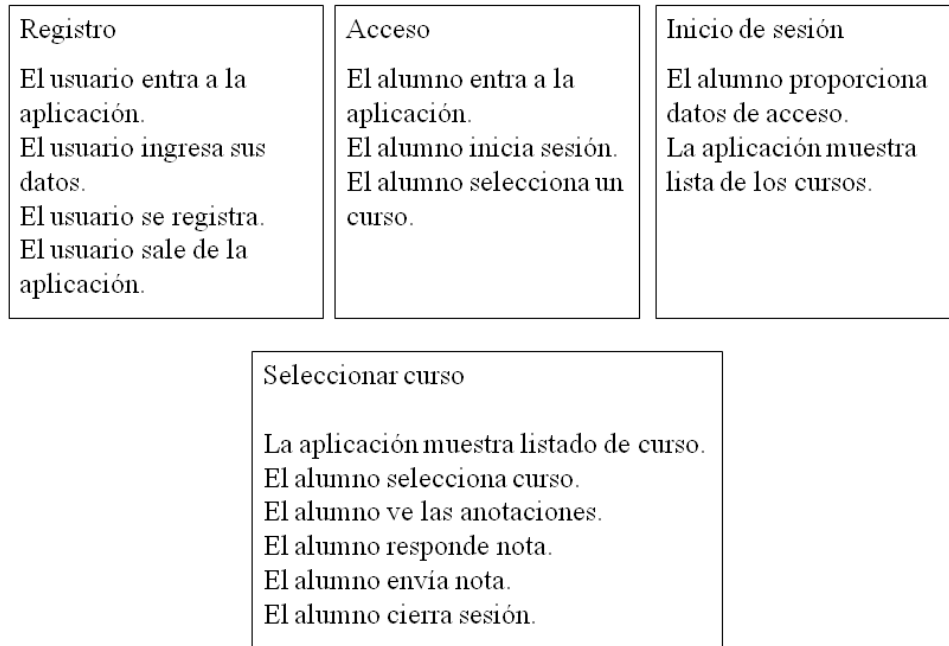 Registro
El usuario entra a la
aplicación.
El usuario ingresa sus
datos.
El usuario se registra.
El usuario sale de la
aplicación.
Acceso
El alumno entra a la
aplicación.
El alumno inicia sesión.
El alumno selecciona un
curso.
Inicio de sesión
El alumno proporciona
datos de acceso.
La aplicación muestra
lista de los cursos.
Seleccionar curso
La aplicación muestra listado de curso.
El alumno selecciona curso.
El alumno ve las anotaciones.
El alumno responde nota.
El alumno envía nota.
El alumno cierra sesión.